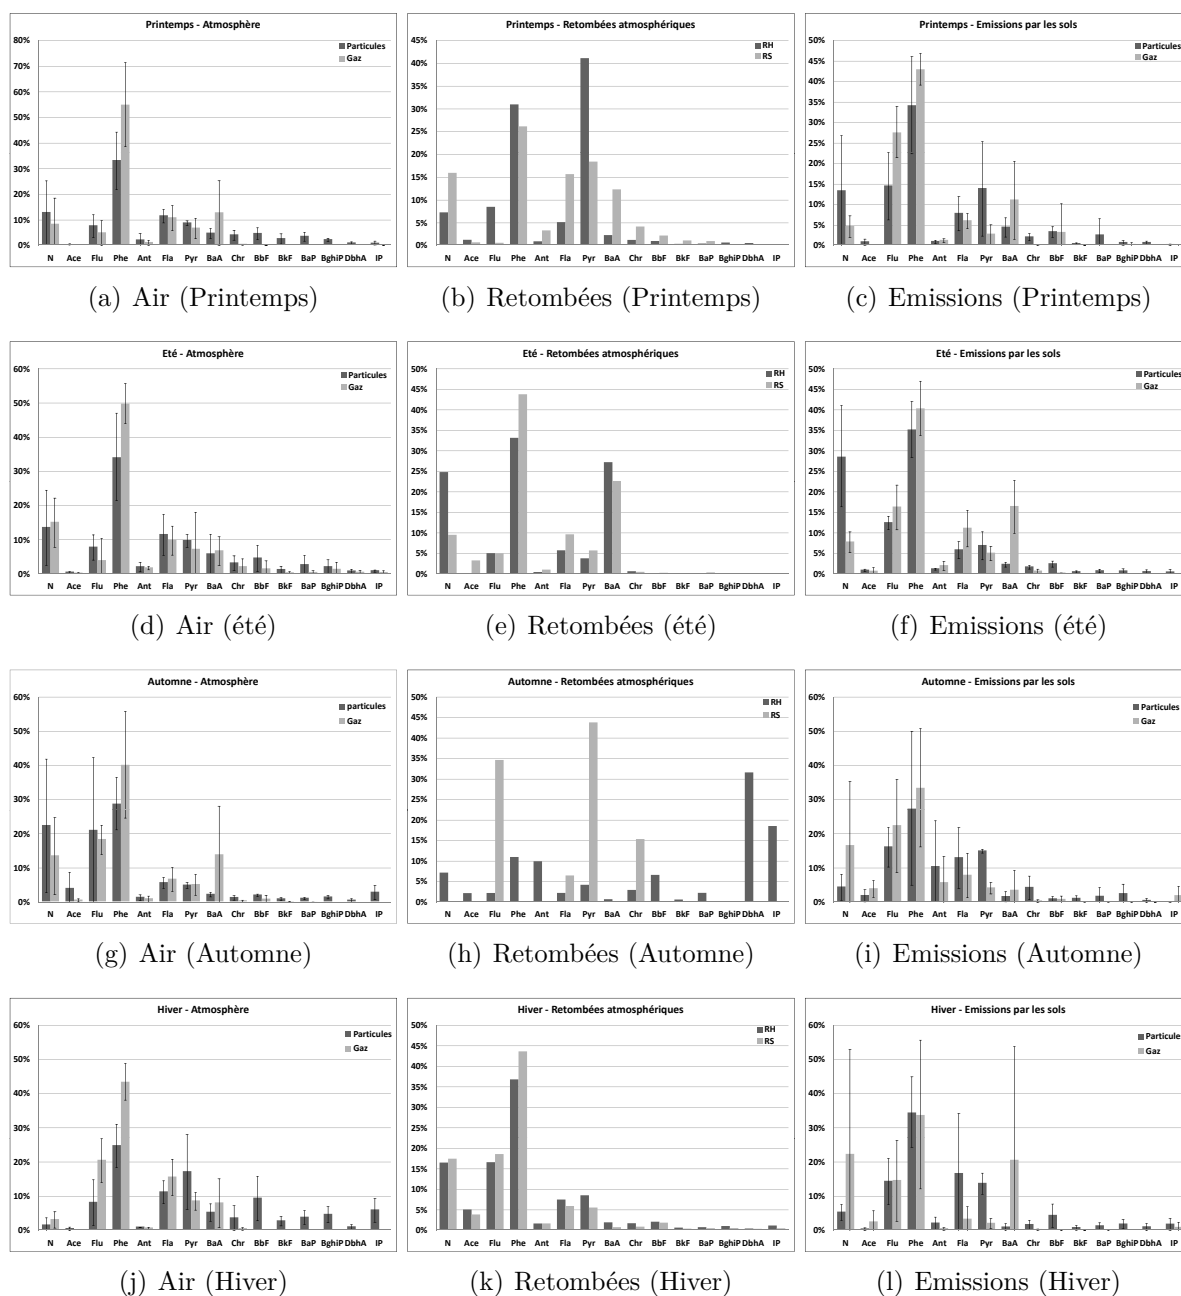 Printemps - Atmosphère
80%
70%
60%
50%
40%
30%
20%
10%
0%
Particules
Gaz
N Ace Flu Phe Ant Fla Pyr BaA Chr BbF BkF BaP BghiP DbhA IP
(a) Air (Printemps)
Printemps - Retombées atmosphériques
45%
40%
35%
30%
25%
20%
15%
10%
5%
0%
RH
RS
N Ace Flu Phe Ant Fla Pyr BaA Chr BbF BkF BaP BghiP DbhA IP
(b) Retombées (Printemps)
Printemps - Emissions par les sols
50%
45%
40%
35%
30%
25%
20%
15%
10%
5%
0%
Particules
Gaz
N Ace Flu Phe Ant Fla Pyr BaA Chr BbF BkF BaP BghiP DbhA IP
(c) Emissions (Printemps)
Eté - Atmosphère
60%
50%
40%
30%
20%
10%
0%
Particules
Gaz
N Ace Flu Phe Ant Fla Pyr BaA Chr BbF BkF BaP BghiP DbhA IP
(d) Air (été)
Eté - Retombées atmosphériques
50%
45%
40%
35%
30%
25%
20%
15%
10%
5%
0%
RH
RS
N Ace Flu Phe Ant Fla Pyr BaA Chr BbF BkF BaP BghiP DbhA IP
(e) Retombées (été)
Eté - Emissions par les sols
50%
45%
40%
35%
30%
25%
20%
15%
10%
5%
0%
Particules
Gaz
N Ace Flu Phe Ant Fla Pyr BaA Chr BbF BkF BaP BghiP DbhA IP
(f) Emissions (été)
Automne - Atmosphère
60%
50%
40%
30%
20%
10%
0%
particules
Gaz
N Ace Flu Phe Ant Fla Pyr BaA Chr BbF BkF BaP BghiP DbhA IP
(g) Air (Automne)
Automne - Retombées atmosphériques
50%
45%
40%
35%
30%
25%
20%
15%
10%
5%
0%
RH
RS
N Ace Flu Phe Ant Fla Pyr BaA Chr BbF BkF BaP BghiP DbhA IP
(h) Retombées (Automne)
Automne - Emissions par les sols
60%
50%
40%
30%
20%
10%
0%
Particules
Gaz
N Ace Flu Phe Ant Fla Pyr BaA Chr BbF BkF BaP BghiP DbhA IP
(i) Emissions (Automne)
Hiver - Atmosphère
60%
50%
40%
30%
20%
10%
0%
Particules
Gaz
N Ace Flu Phe Ant Fla Pyr BaA Chr BbF BkF BaP BghiP DbhA IP
(j) Air (Hiver)
Hiver - Retombées atmosphériques
50%
45%
40%
35%
30%
25%
20%
15%
10%
5%
0%
RH
RS
N Ace Flu Phe Ant Fla Pyr BaA Chr BbF BkF BaP BghiP DbhA IP
(k) Retombées (Hiver)
Hiver - Emissions par les sols
60%
50%
40%
30%
20%
10%
0%
Particules
Gaz
N Ace Flu Phe Ant Fla Pyr BaA Chr BbF BkF BaP BghiP DbhA IP
(l) Emissions (Hiver)